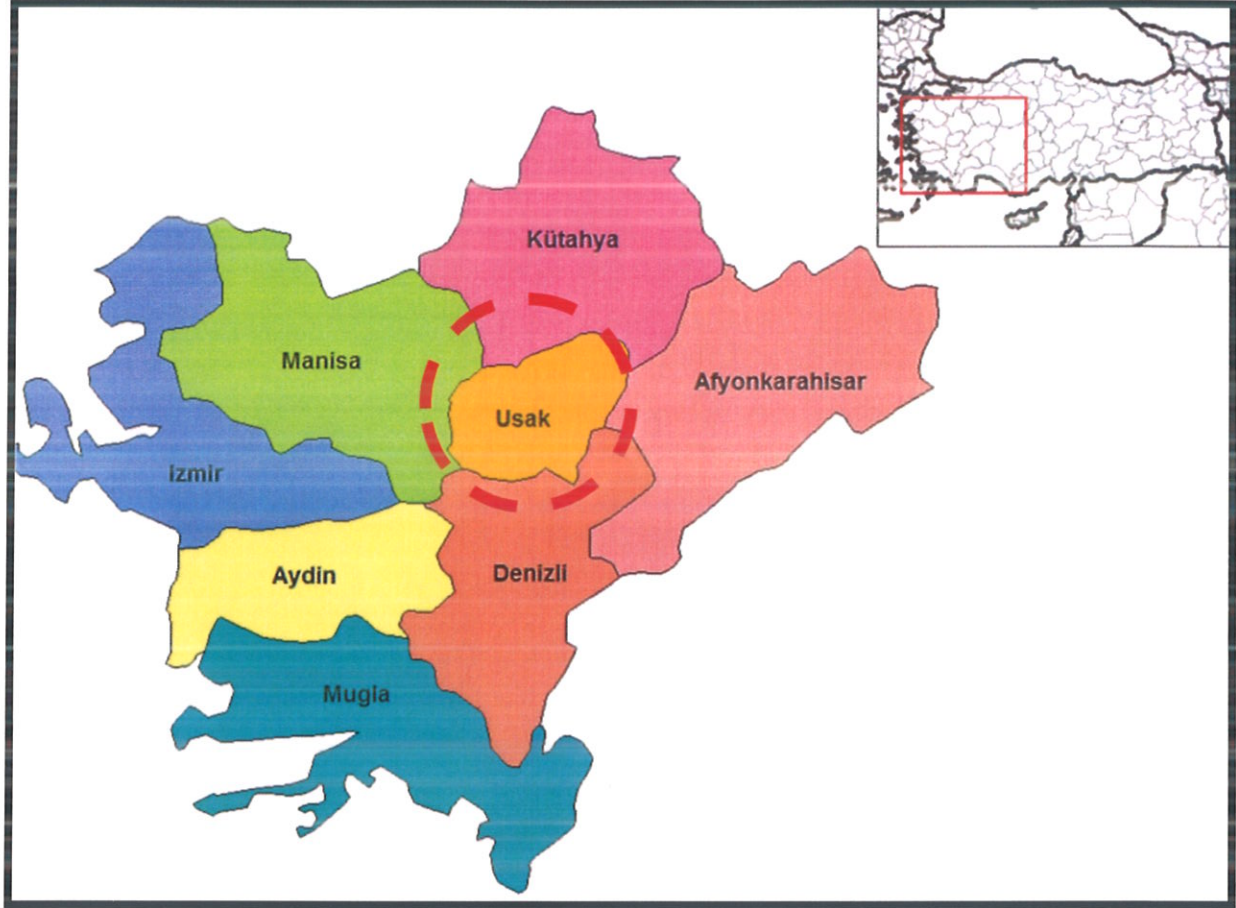 Kütahya
Manisa
Afyonkarahisar
Usak
Izmir
Aydin
Denizli
Mugla